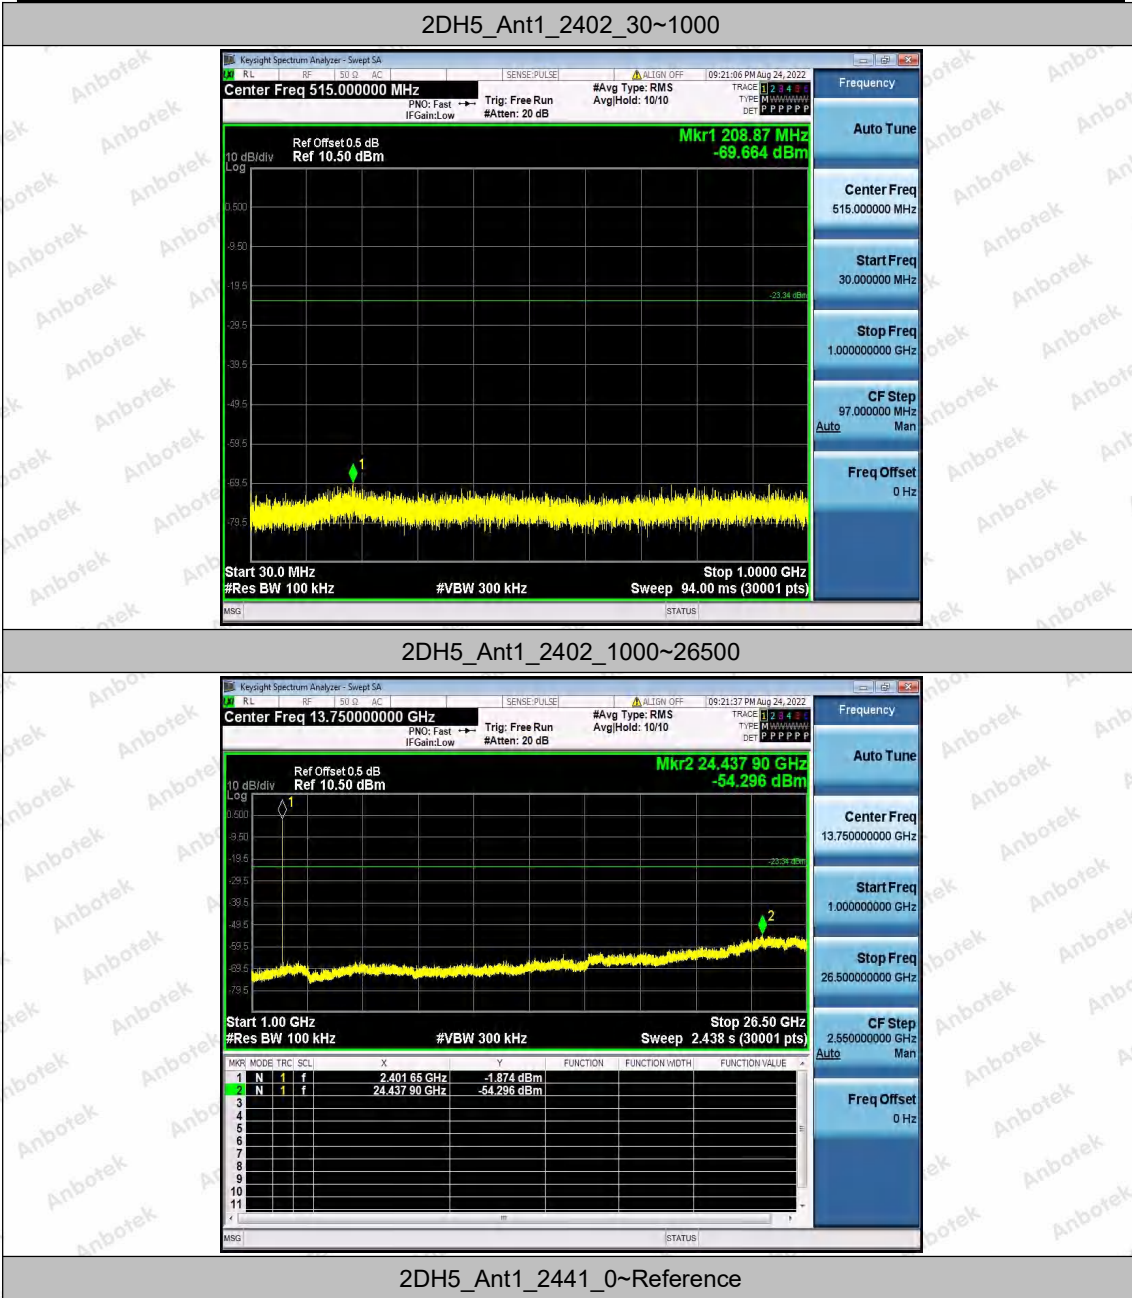 2DH5_Ant1_2402_30~1000
Keysight Spectrum Analyzer - Swept SA
RL RF 50 Ω AC SENSE:PULSE ALIGN OFF 09:21:06 PM Aug 24, 2022
Center Freq 515.000000 MHz
PNO: Fast
IFGain:Low
Trig: Free Run
#Atten: 20 dB
#Avg Type: RMS
Avg|Hold: 10/10
TRACE 1 2 3 4 5 6
TYPE M W W W W W
DET P P P P P P
Frequency
Ref Offset 0.5 dB
10 dB/div Ref 10.50 dBm
Log
Mkr1 208.87 MHz
-69.664 dBm
0.500
-9.50
-19.5
-23.34 dBm
-29.5
-39.5
-49.5
-59.5
1
-69.5
-79.5
Start 30.0 MHz Stop 1.0000 GHz
#Res BW 100 kHz #VBW 300 kHz Sweep 94.00 ms (30001 pts)
MSG STATUS
Auto Tune
Center Freq
515.000000 MHz
Start Freq
30.000000 MHz
Stop Freq
1.000000000 GHz
CF Step
97.000000 MHz
Auto Man
Freq Offset
0 Hz
2DH5_Ant1_2402_1000~26500
Keysight Spectrum Analyzer - Swept SA
RL RF 50 Ω AC SENSE:PULSE ALIGN OFF 09:21:37 PM Aug 24, 2022
Center Freq 13.750000000 GHz
PNO: Fast
IFGain:Low
Trig: Free Run
#Atten: 20 dB
#Avg Type: RMS
Avg|Hold: 10/10
TRACE 1 2 3 4 5 6
TYPE M W W W W W
DET P P P P P P
Frequency
Ref Offset 0.5 dB
10 dB/div Ref 10.50 dBm
Log
Mkr2 24.437 90 GHz
-54.296 dBm
1
0.500
-9.50
-19.5
-23.34 dBm
-29.5
-39.5
-49.5
2
-59.5
-69.5
-79.5
Start 1.00 GHz Stop 26.50 GHz
#Res BW 100 kHz #VBW 300 kHz Sweep 2.438 s (30001 pts)
MKR MODE TRC SCL X Y FUNCTION FUNCTION WIDTH FUNCTION VALUE
1 N 1 f 2.401 65 GHz -1.874 dBm
2 N 1 f 24.437 90 GHz -54.296 dBm
3
4
5
6
7
8
9
10
11
MSG STATUS
Auto Tune
Center Freq
13.750000000 GHz
Start Freq
1.000000000 GHz
Stop Freq
26.500000000 GHz
CF Step
2.550000000 GHz
Auto Man
Freq Offset
0 Hz
2DH5_Ant1_2441_0~Reference
Anbotek